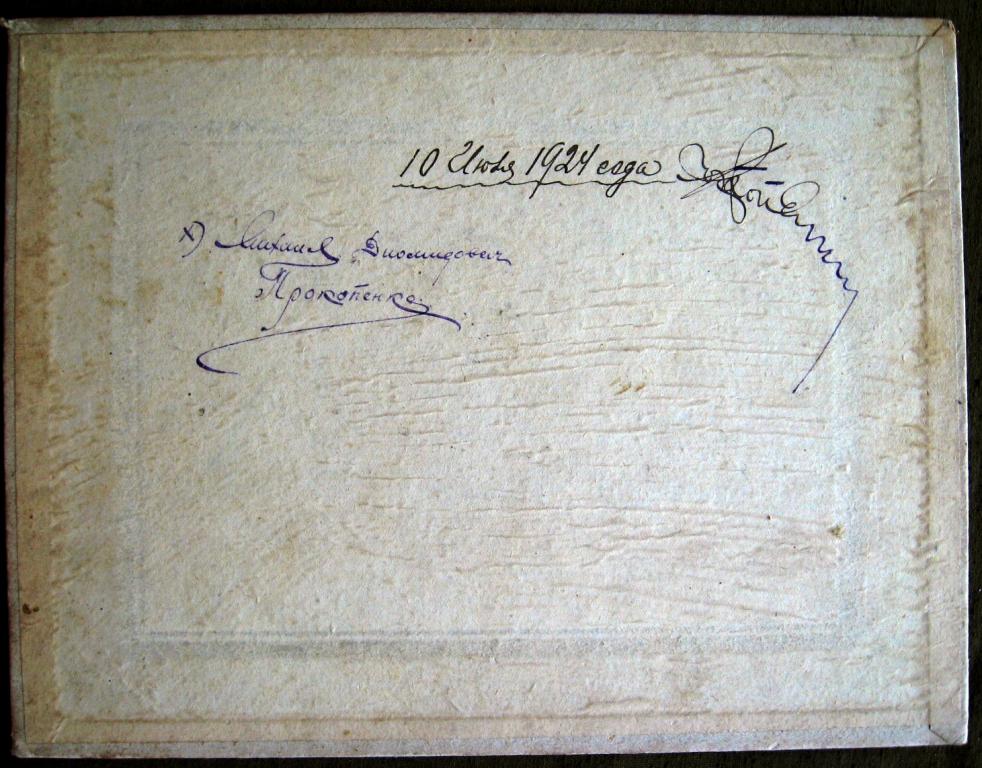 10 Июля 1924 года
х) Михаил Диомидович
Прокопенко